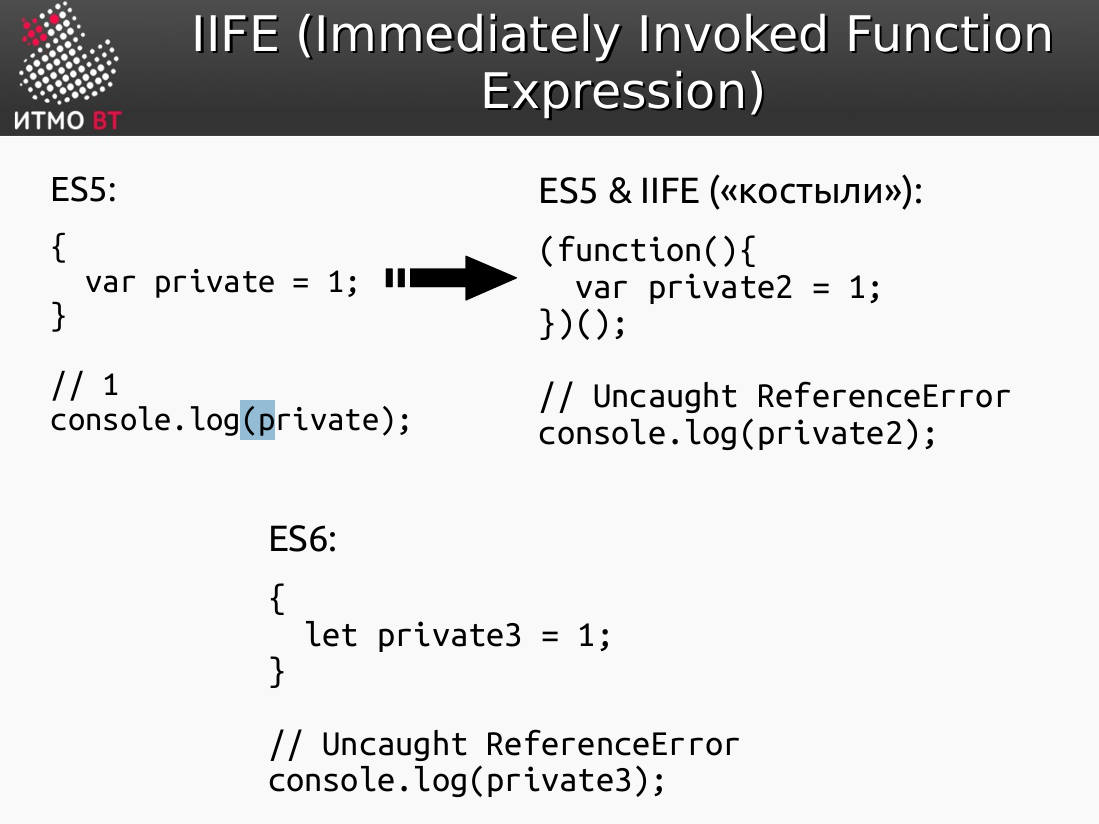 ИТМО ВТ
IIFE (Immediately Invoked Function
Expression)
ES5:
{
  var private = 1;
}
// 1
console.log(private);
ES5 & IIFE («костыли»):
(function(){
  var private2 = 1;
})();
// Uncaught ReferenceError
console.log(private2);
ES6:
{
  let private3 = 1;
}
// Uncaught ReferenceError
console.log(private3);